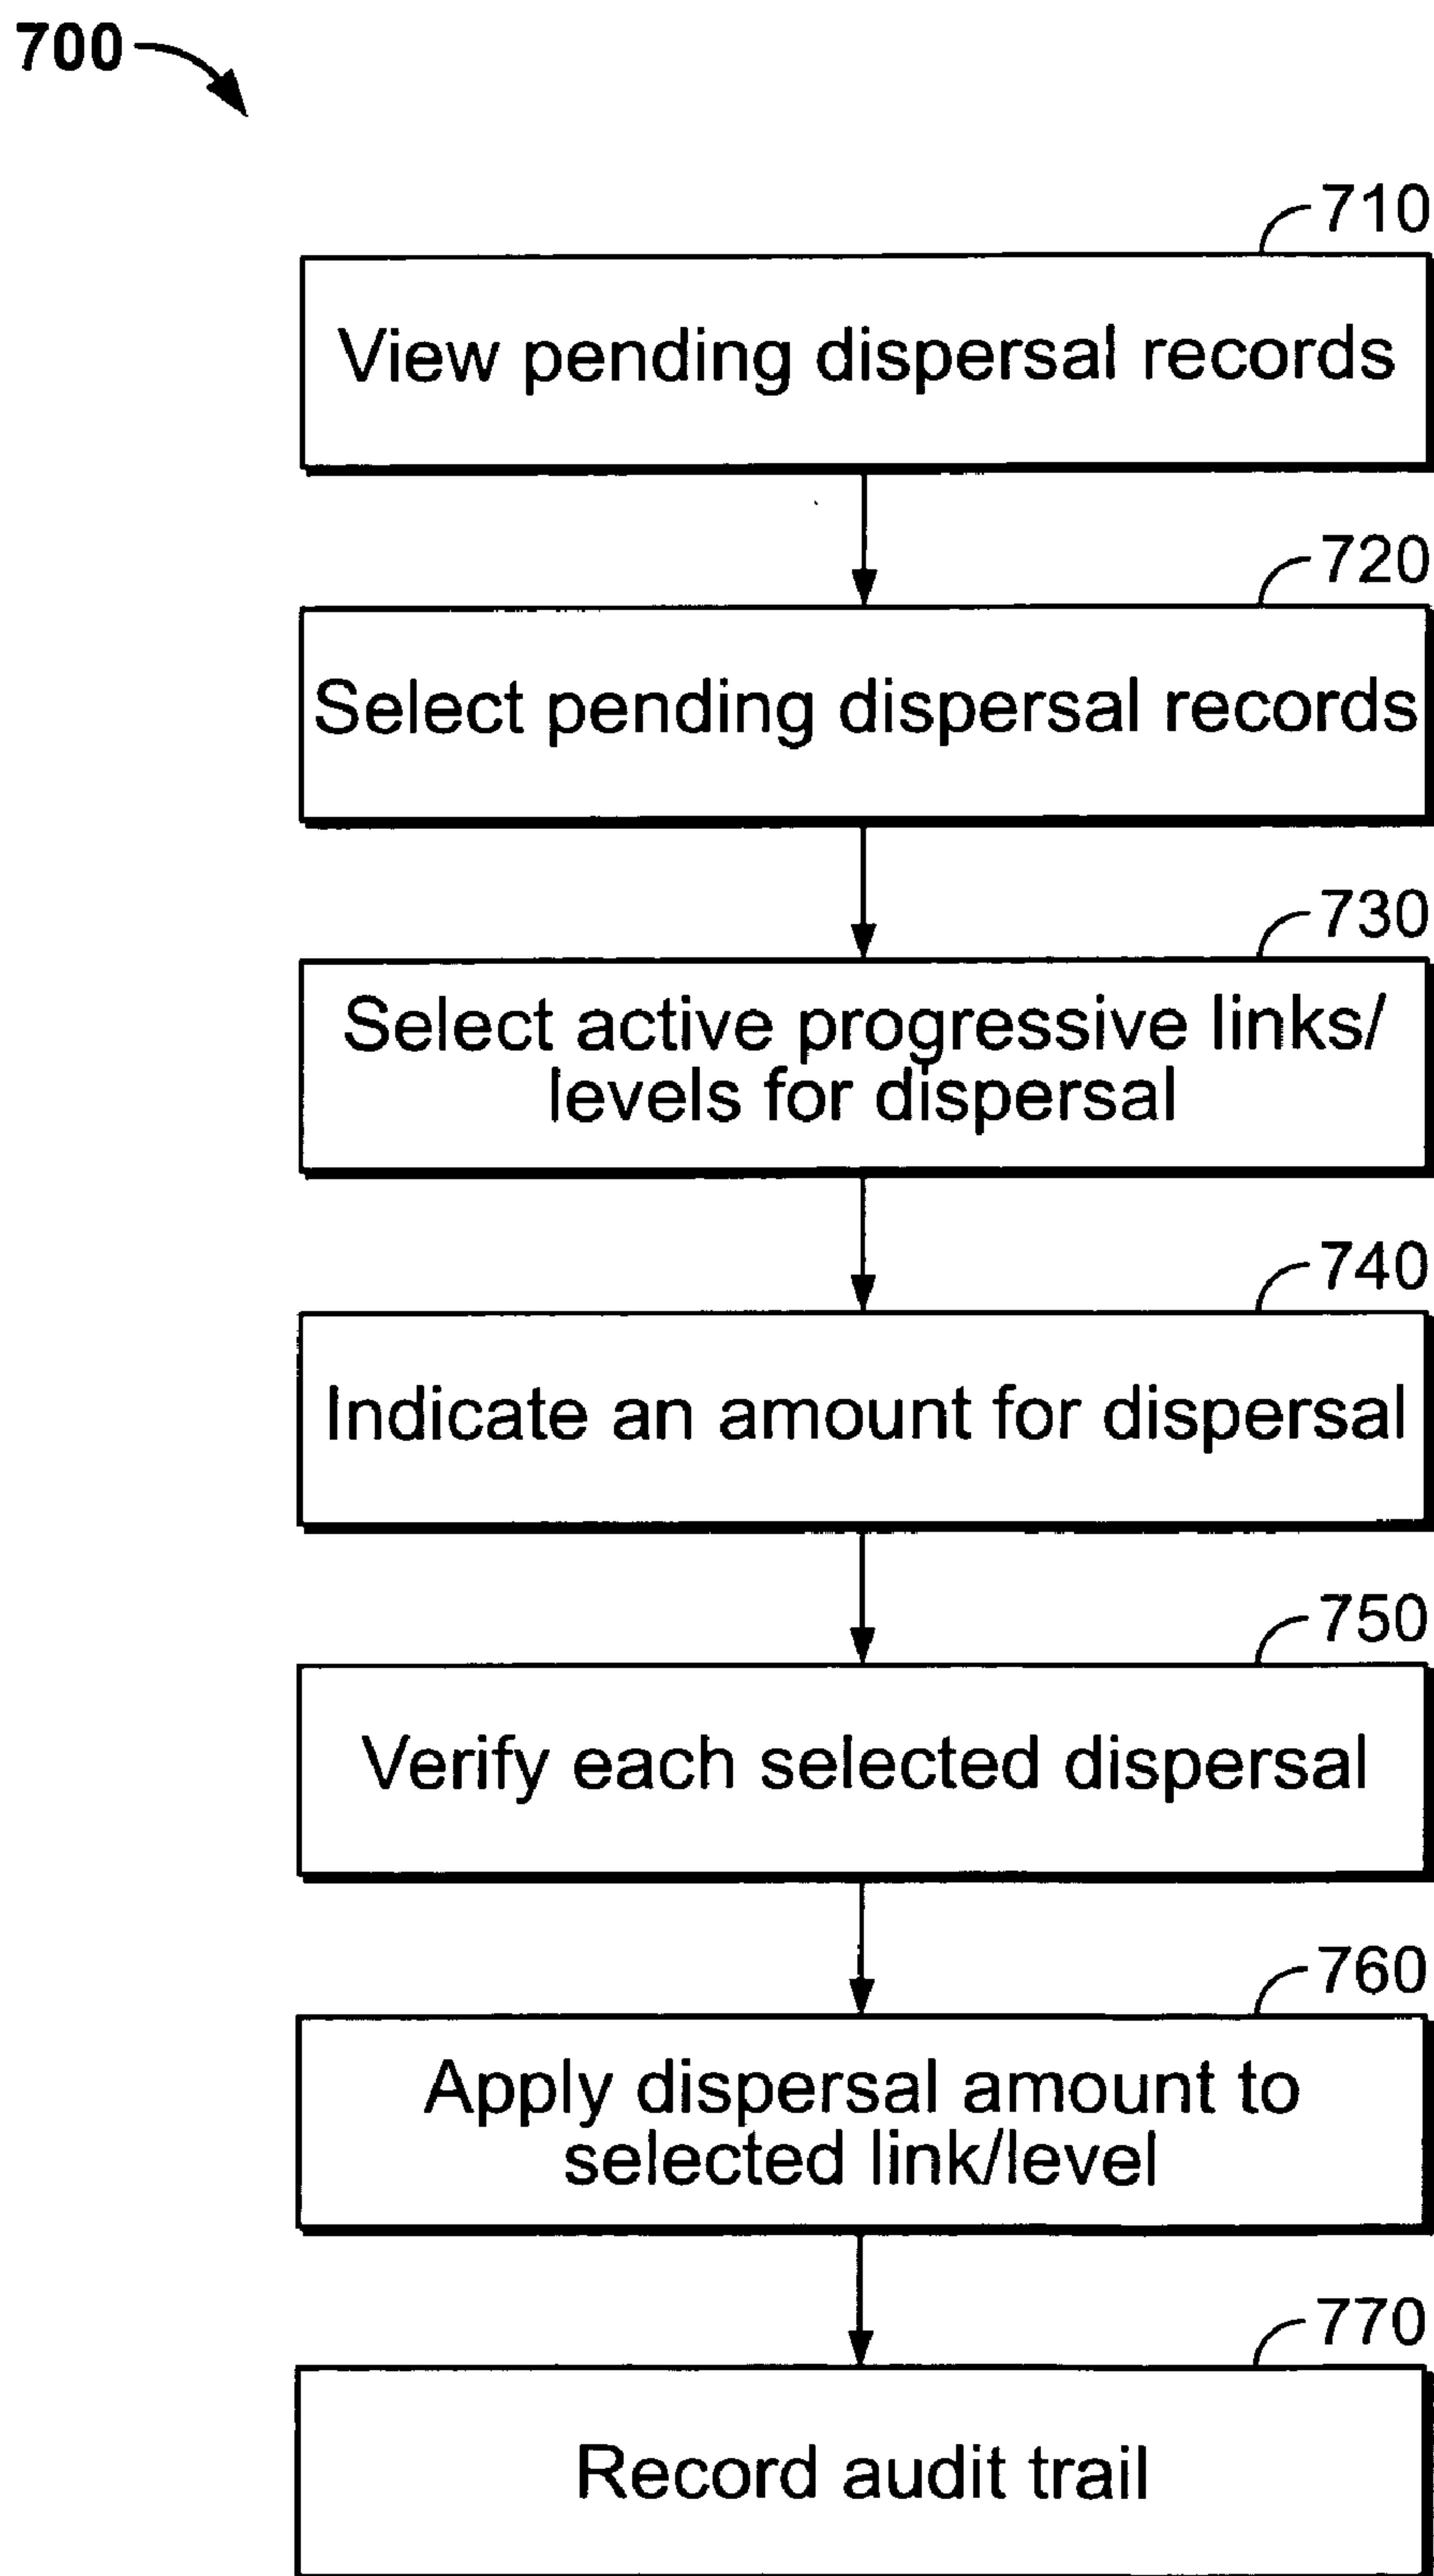 700
710
View pending dispersal records
720
Select pending dispersal records
730
Select active progressive links/
levels for dispersal
740
Indicate an amount for dispersal
750
Verify each selected dispersal
760
Apply dispersal amount to
selected link/level
770
Record audit trail